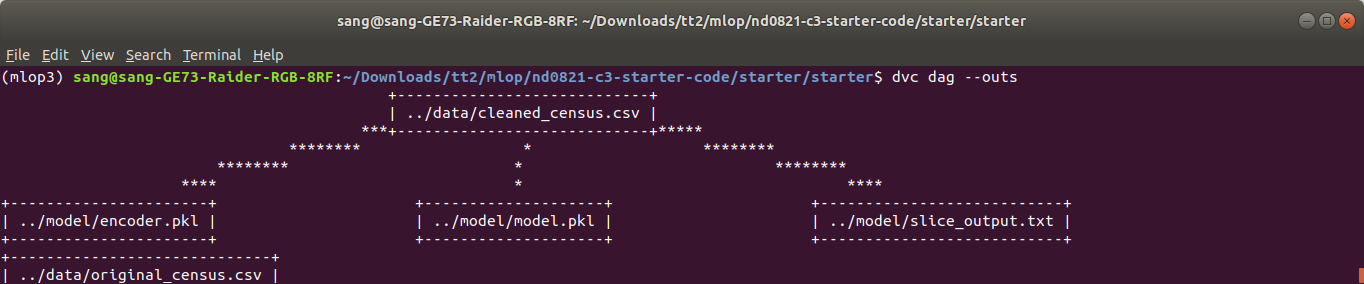 sang@sang-GE73-Raider-RGB-8RF: ~/Downloads/tt2/mlop/nd0821-c3-starter-code/starter/starter
File Edit View Search Terminal Help
(mlop3) sang@sang-GE73-Raider-RGB-8RF:~/Downloads/tt2/mlop/nd0821-c3-starter-code/starter/starter$ dvc dag --outs
+----------------------------+
| ../data/cleaned_census.csv |
***+----------------------------+*****
******** * ********
******** * ********
**** * ****
+----------------------+ +--------------------+ +---------------------------+
| ../model/encoder.pkl | | ../model/model.pkl | | ../model/slice_output.txt |
+----------------------+ +--------------------+ +---------------------------+
+-----------------------------+
| ../data/original_census.csv |